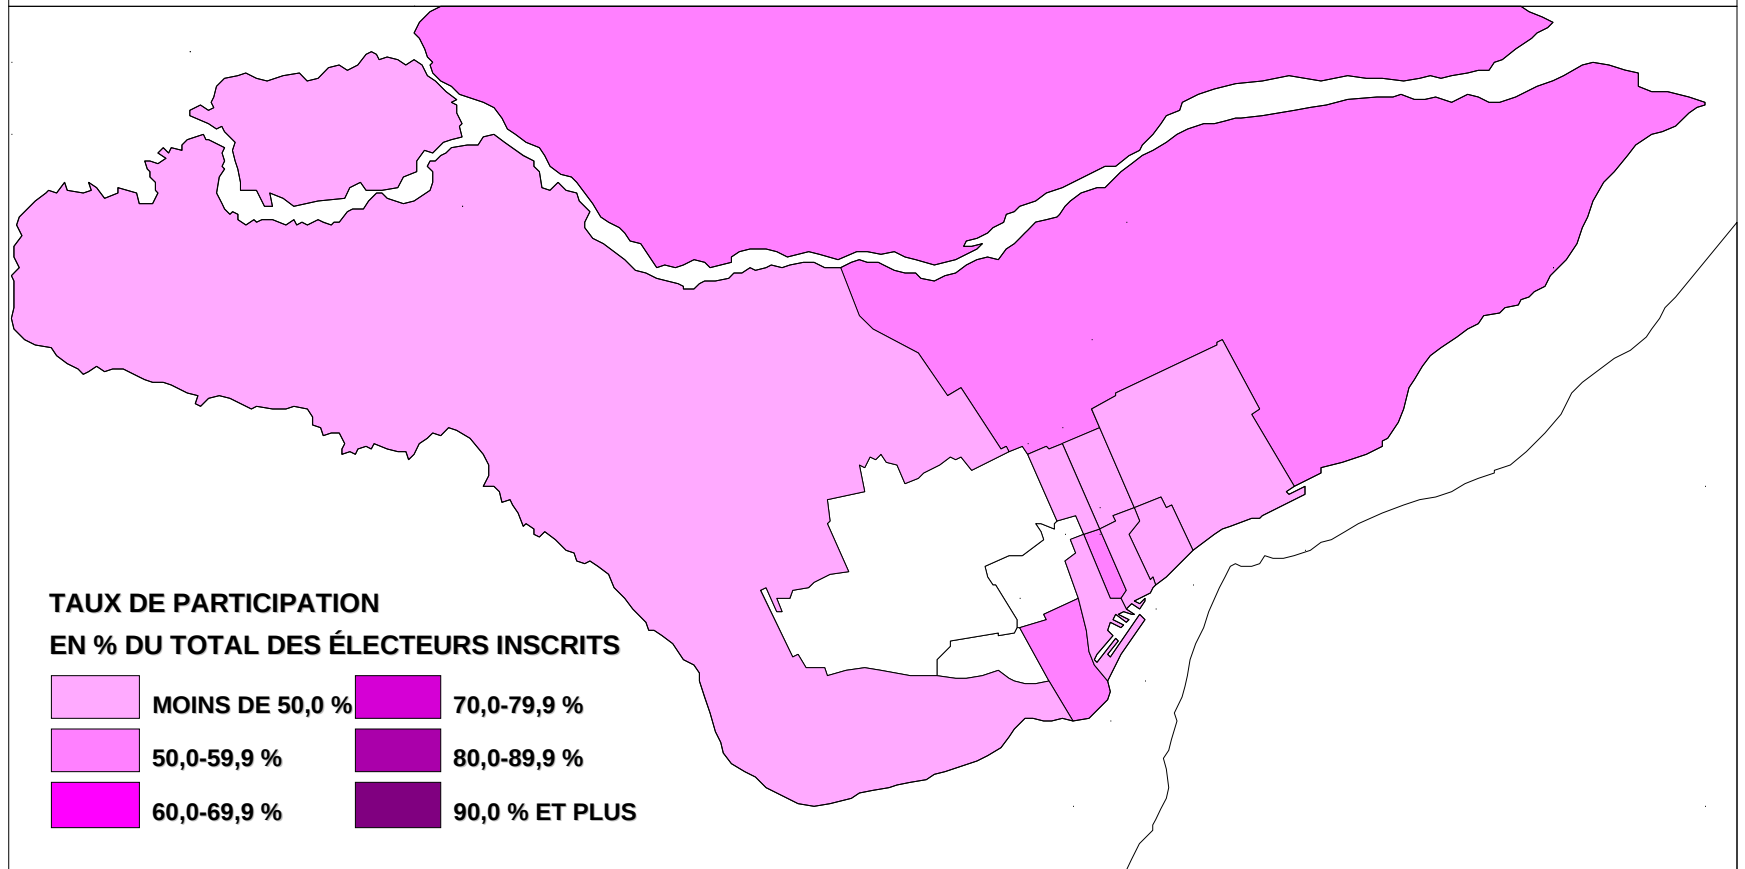 TAUX DE PARTICIPATION
EN % DU TOTAL DES ÉLECTEURS INSCRITS
MOINS DE 50,0 %
50,0-59,9 %
60,0-69,9 %
70,0-79,9 %
80,0-89,9 %
90,0 % ET PLUS